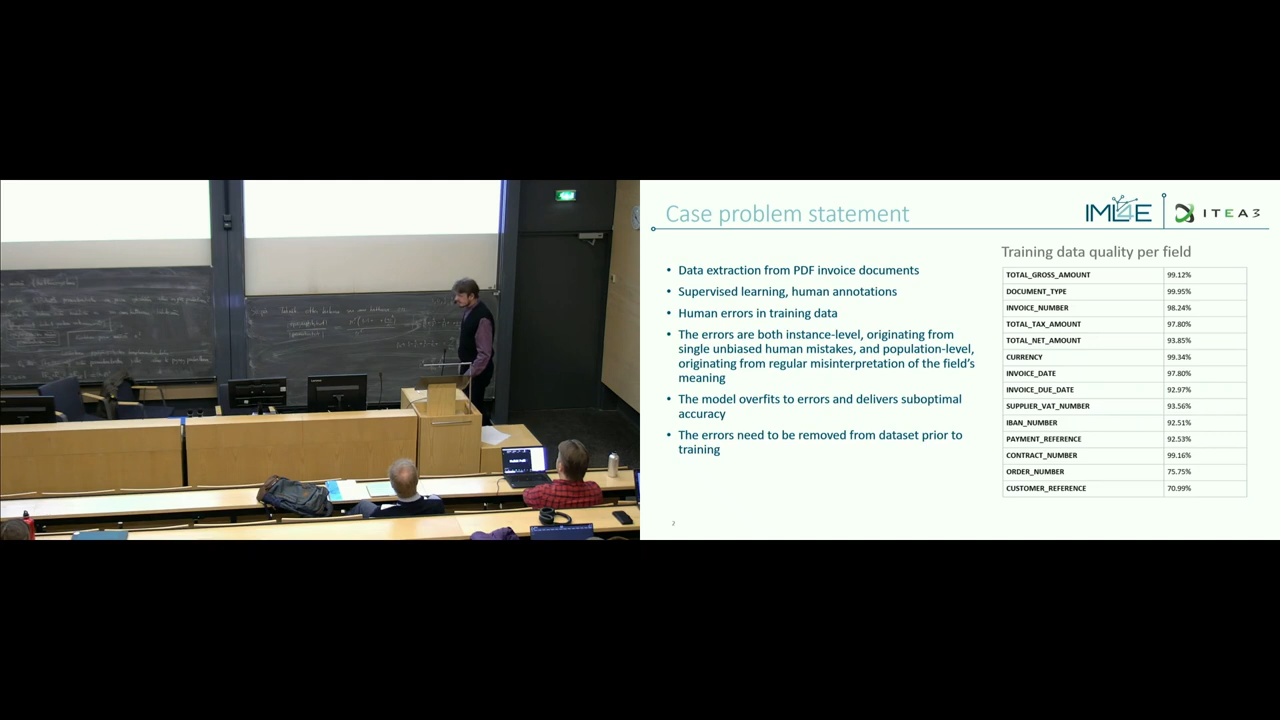 Case problem statement
IML4E
ITEA3
• Data extraction from PDF invoice documents
• Supervised learning, human annotations
• Human errors in training data
• The errors are both instance-level, originating from
single unbiased human mistakes, and population-level,
originating from regular misinterpretation of the field's
meaning
• The model overfits to errors and delivers suboptimal
accuracy
• The errors need to be removed from dataset prior to
training
Training data quality per field
TOTAL_GROSS_AMOUNT 99.12%
DOCUMENT_TYPE 99.95%
INVOICE_NUMBER 98.24%
TOTAL_TAX_AMOUNT 97.80%
TOTAL_NET_AMOUNT 93.85%
CURRENCY 99.34%
INVOICE_DATE 97.80%
INVOICE_DUE_DATE 92.97%
SUPPLIER_VAT_NUMBER 93.56%
IBAN_NUMBER 92.51%
PAYMENT_REFERENCE 92.53%
CONTRACT_NUMBER 99.16%
ORDER_NUMBER 75.75%
CUSTOMER_REFERENCE 70.99%
2